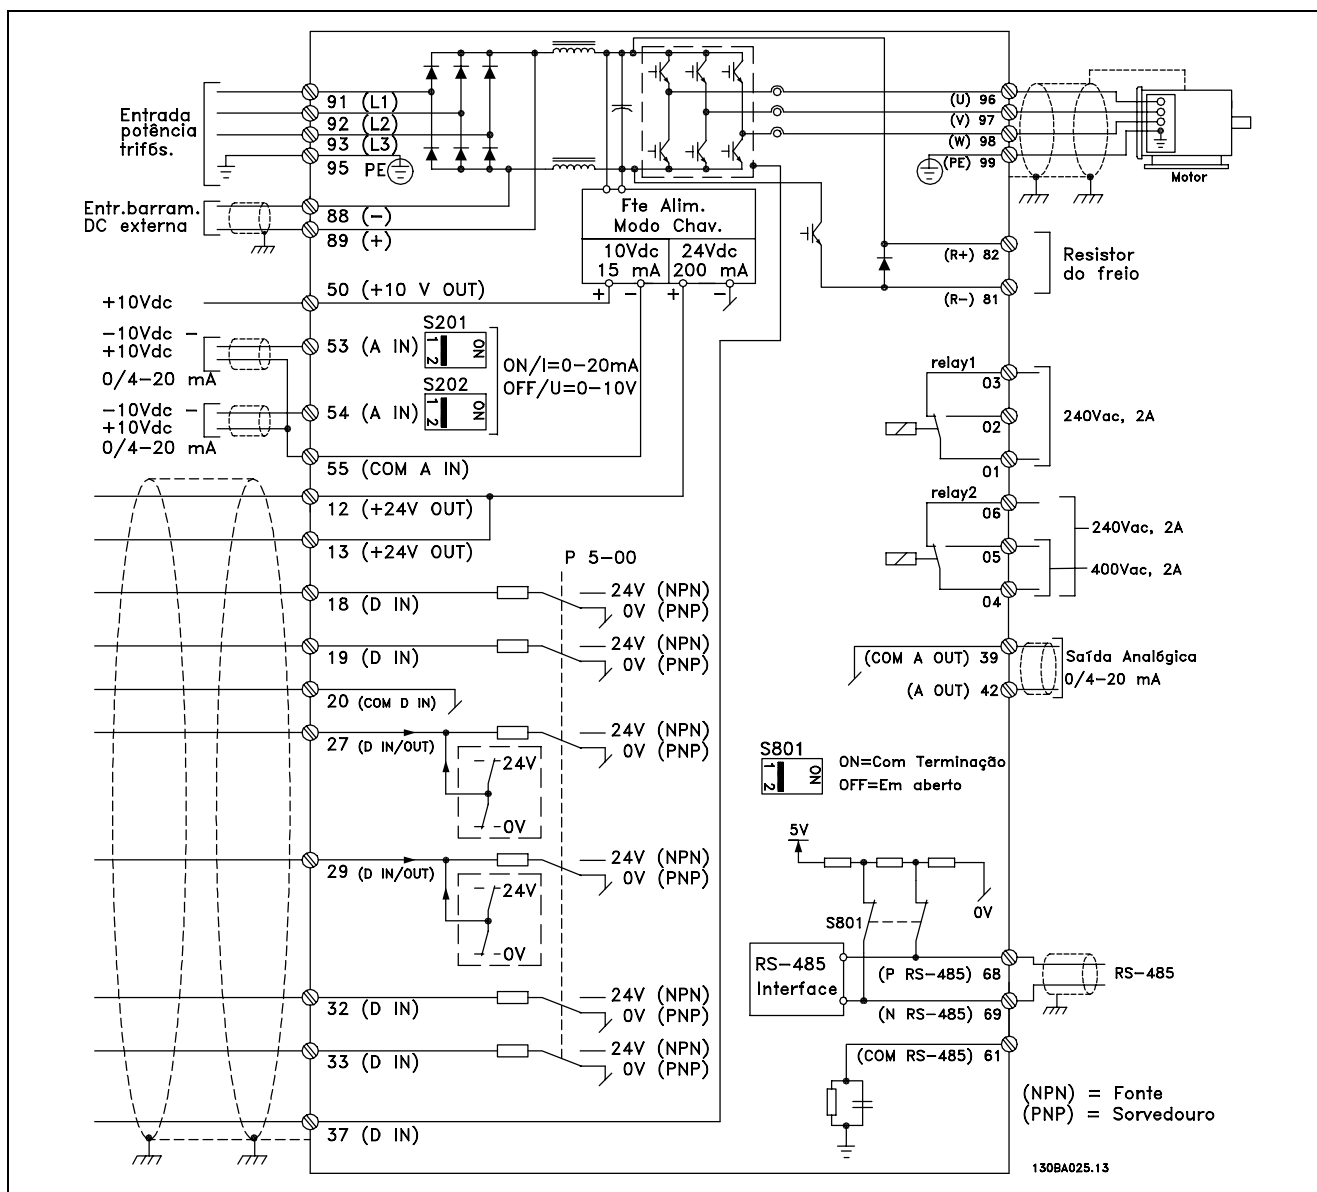 Entrada
potência
trifós.
91 (L1)
92 (L2)
93 (L3)
95 PE
Entr.barram.
DC externa
88 (−)
89 (+)
+10Vdc
50 (+10 V OUT)
−10Vdc −
+10Vdc
0/4−20 mA
53 (A IN)
S201
1 2 ON
ON/I=0−20mA
OFF/U=0−10V
−10Vdc −
+10Vdc
0/4−20 mA
54 (A IN)
S202
1 2 ON
55 (COM A IN)
12 (+24V OUT)
13 (+24V OUT)
P 5-00
18 (D IN)
24V (NPN)
0V (PNP)
19 (D IN)
24V (NPN)
0V (PNP)
20 (COM D IN)
27 (D IN/OUT)
24V (NPN)
0V (PNP)
24V
0V
29 (D IN/OUT)
24V (NPN)
0V (PNP)
24V
0V
32 (D IN)
24V (NPN)
0V (PNP)
33 (D IN)
24V (NPN)
0V (PNP)
37 (D IN)
Fte Alim.
Modo Chav.
10Vdc
15 mA
24Vdc
200 mA
+ − + −
(U) 96
(V) 97
(W) 98
(PE) 99
Motor
(R+) 82
(R−) 81
Resistor
do freio
relay1
03
02
01
240Vac, 2A
relay2
06
05
04
240Vac, 2A
400Vac, 2A
(COM A OUT) 39
(A OUT) 42
Saída Analógica
0/4−20 mA
S801
1 2 ON
ON=Com Terminação
OFF=Em aberto
5V
0V
S801
RS−485
Interface
(P RS−485) 68
(N RS−485) 69
RS−485
(COM RS−485) 61
(NPN) = Fonte
(PNP) = Sorvedouro
130BA025.13